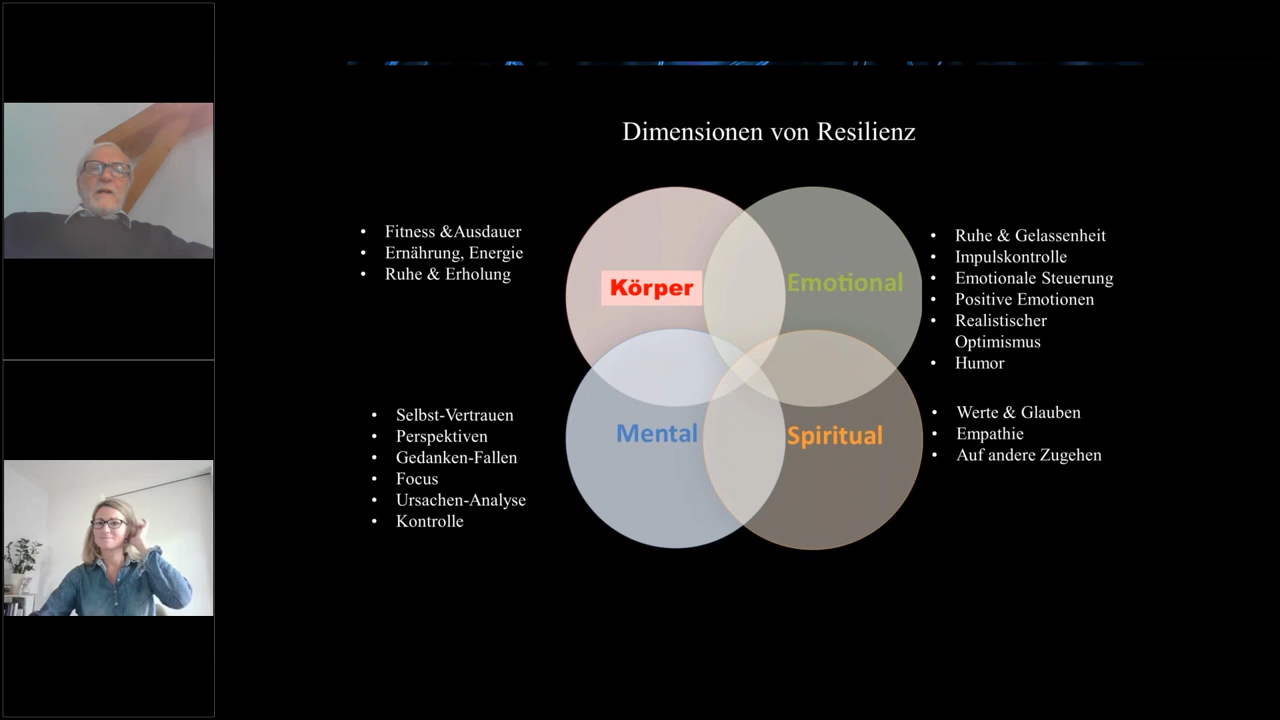 Dimensionen von Resilienz
• Fitness &Ausdauer
• Ernährung, Energie
• Ruhe & Erholung
Körper
Emotional
• Ruhe & Gelassenheit
• Impulskontrolle
• Emotionale Steuerung
• Positive Emotionen
• Realistischer
Optimismus
• Humor
• Selbst-Vertrauen
• Perspektiven
• Gedanken-Fallen
• Focus
• Ursachen-Analyse
• Kontrolle
Mental
Spiritual
• Werte & Glauben
• Empathie
• Auf andere Zugehen